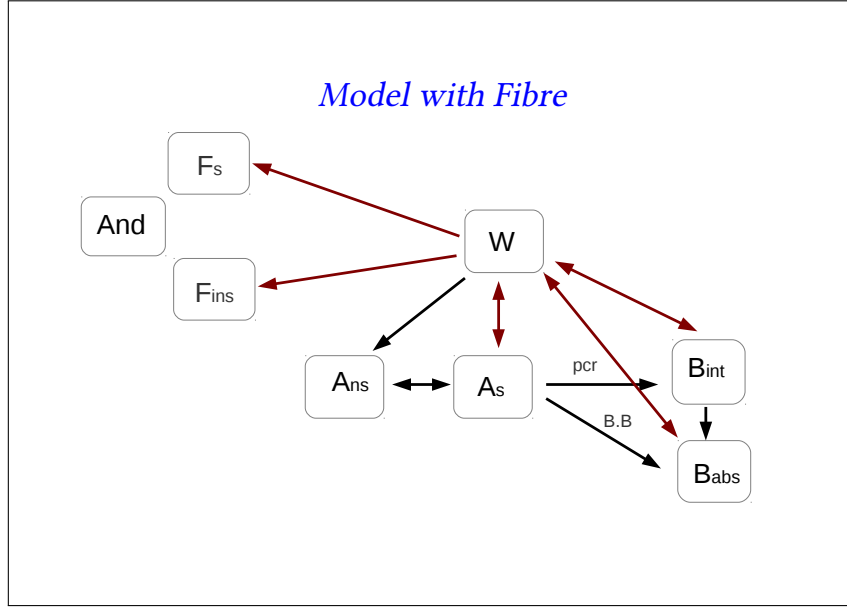 Model with Fibre
Fs
And
W
Fins
pcr
Bint
Ans
As
B.B
Babs